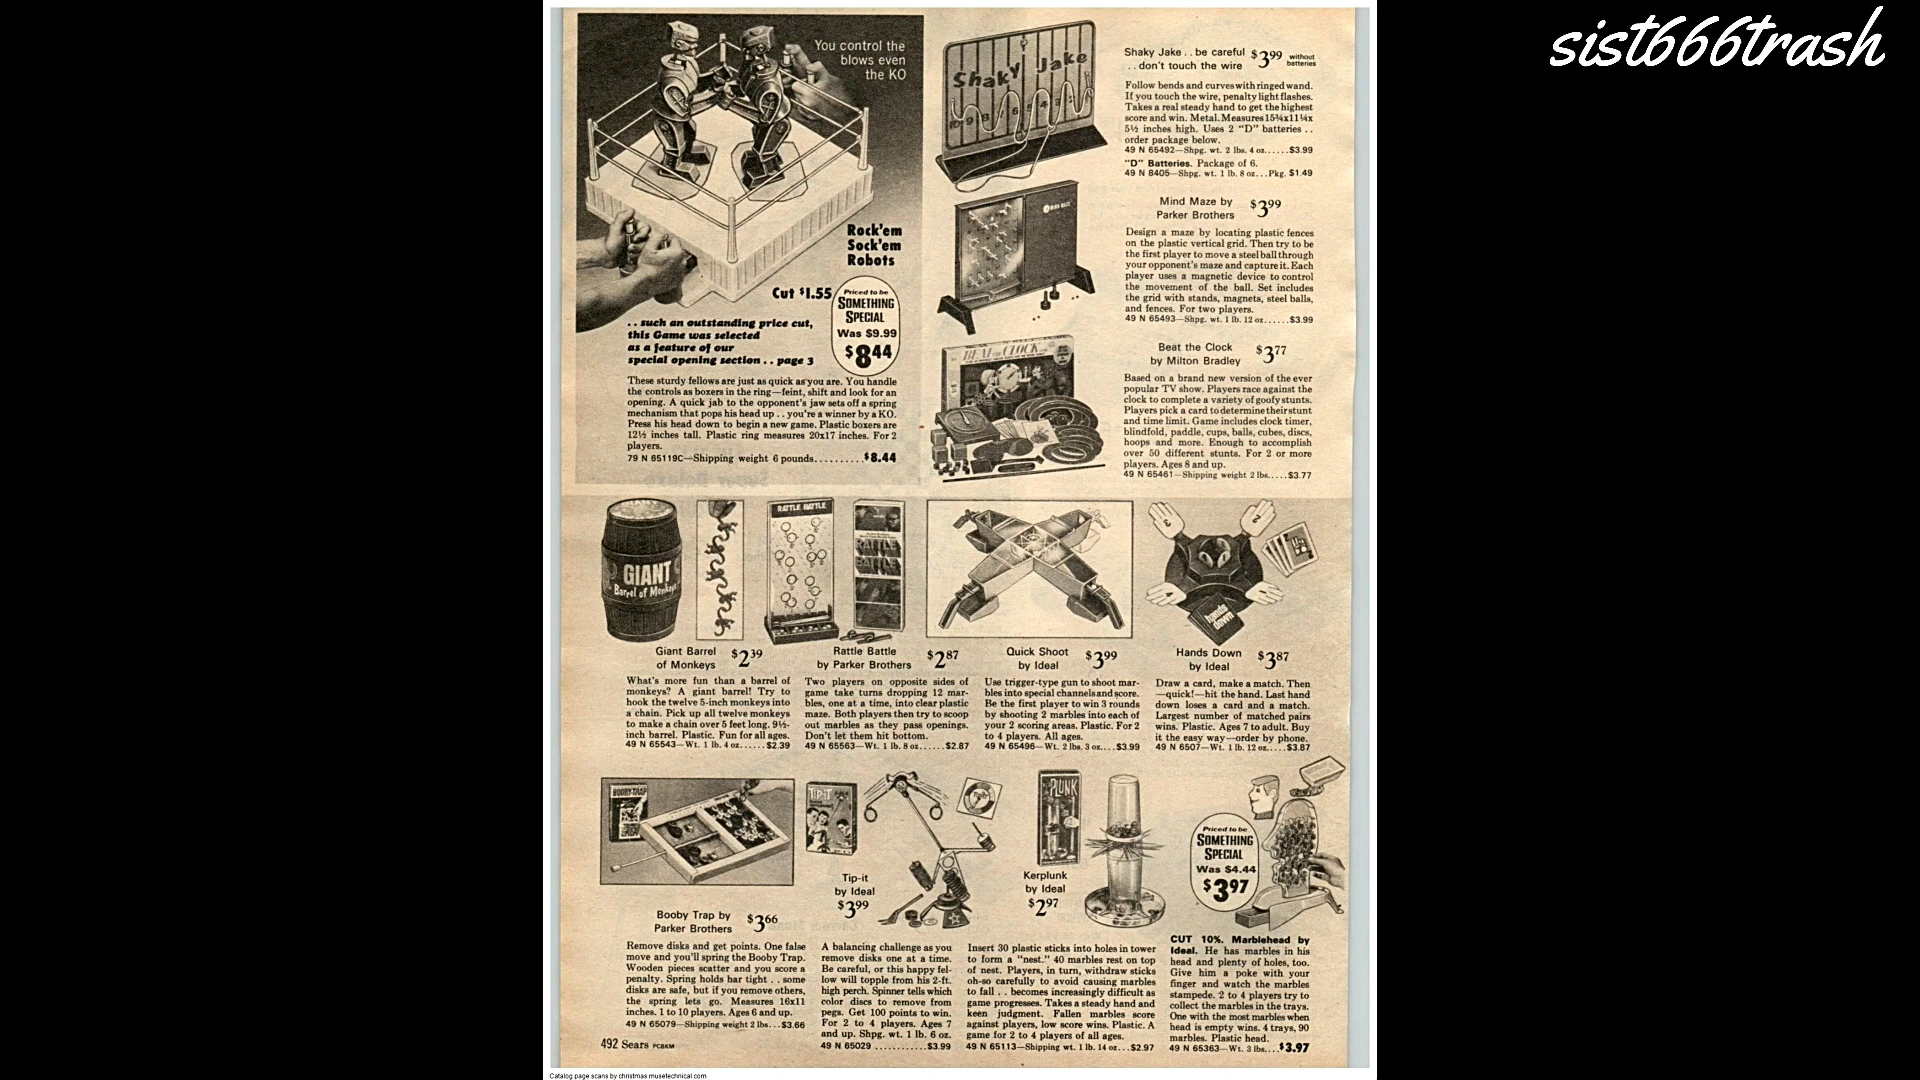 sist666trash
You control the
blows even
the KO
Rock'em
Sock'em
Robots
Cut $1.55
Priced to be
SOMETHING
SPECIAL
Was $9.99
$8.44
. . such an outstanding price cut,
this Game was selected
as a feature of our
special opening section . . page 3
These sturdy fellows are just as quick as you are. You handle
the controls as boxers in the ring—feint, shift and look for an
opening. A quick jab to the opponent's jaw sets off a spring
mechanism that pops his head up . . you're a winner by a KO.
Press his head down to begin a new game. Plastic boxers are
12½ inches tall. Plastic ring measures 20x17 inches. For 2
players.
79 N 65119C—Shipping weight 6 pounds..........$8.44
Shaky Jake
10 9 8 7 6 5 4 3 2
Shaky Jake . . be careful
. . don't touch the wire
$3.99 without
batteries
Follow bends and curves with ringed wand.
If you touch the wire, penalty light flashes.
Takes a real steady hand to get the highest
score and win. Metal. Measures 15¾x11¼x
5½ inches high. Uses 2 "D" batteries . .
order package below.
49 N 65492—Shpg. wt. 2 lbs. 4 oz......$3.99
"D" Batteries. Package of 6.
49 N 8405—Shpg. wt. 1 lb. 8 oz...Pkg. $1.49
Mind Maze by
Parker Brothers
$3.99
Design a maze by locating plastic fences
on the plastic vertical grid. Then try to be
the first player to move a steel ball through
your opponent's maze and capture it. Each
player uses a magnetic device to control
the movement of the ball. Set includes
the grid with stands, magnets, steel balls,
and fences. For two players.
49 N 65493—Shpg. wt. 1 lb. 12 oz......$3.99
BEAT THE CLOCK
Beat the Clock
by Milton Bradley
$3.77
Based on a brand new version of the ever
popular TV show. Players race against the
clock to complete a variety of goofy stunts.
Players pick a card to determine their stunt
and time limit. Game includes clock timer,
blindfold, paddle, cups, balls, cubes, discs,
hoops and more. Enough to accomplish
over 50 different stunts. For 2 or more
players. Ages 8 and up.
49 N 65461—Shipping weight 2 lbs.....$3.77
GIANT
Barrel of Monkeys
Giant Barrel
of Monkeys
$2.39
What's more fun than a barrel of
monkeys? A giant barrel! Try to
hook the twelve 5-inch monkeys into
a chain. Pick up all twelve monkeys
to make a chain over 5 feet long. 9½-
inch barrel. Plastic. Fun for all ages.
49 N 65543—Wt. 1 lb. 4 oz......$2.39
RATTLE BATTLE
RATTLE
BATTLE
Rattle Battle
by Parker Brothers
$2.87
Two players on opposite sides of
game take turns dropping 12 mar-
bles, one at a time, into clear plastic
maze. Both players then try to scoop
out marbles as they pass openings.
Don't let them hit bottom.
49 N 65563—Wt. 1 lb. 8 oz......$2.87
Quick Shoot
by Ideal
$3.99
Use trigger-type gun to shoot mar-
bles into special channels and score.
Be the first player to win 3 rounds
by shooting 2 marbles into each of
your 2 scoring areas. Plastic. For 2
to 4 players. All ages.
49 N 65496—Wt. 2 lbs. 3 oz....$3.99
hands
down
Hands Down
by Ideal
$3.87
Draw a card, make a match. Then
—quick!—hit the hand. Last hand
down loses a card and a match.
Largest number of matched pairs
wins. Plastic. Ages 7 to adult. Buy
it the easy way—order by phone.
49 N 6507—Wt. 1 lb. 12 oz.....$3.87
BOOBY-TRAP
Booby Trap by
Parker Brothers
$3.66
Remove disks and get points. One false
move and you'll spring the Booby Trap.
Wooden pieces scatter and you score a
penalty. Spring holds bar tight . . some
disks are safe, but if you remove others,
the spring lets go. Measures 16x11
inches. 1 to 10 players. Ages 6 and up.
49 N 65079—Shipping weight 2 lbs...$3.66
TIP-IT
Tip-it
by Ideal
$3.99
A balancing challenge as you
remove disks one at a time.
Be careful, or this happy fel-
low will topple from his 2-ft.
high perch. Spinner tells which
color discs to remove from
pegs. Get 100 points to win.
For 2 to 4 players. Ages 7
and up. Shpg. wt. 1 lb. 6 oz.
49 N 65029 ............$3.99
PLUNK
Kerplunk
by Ideal
$2.97
Insert 30 plastic sticks into holes in tower
to form a "nest." 40 marbles rest on top
of nest. Players, in turn, withdraw sticks
oh-so carefully to avoid causing marbles
to fall . . becomes increasingly difficult as
game progresses. Takes a steady hand and
keen judgment. Fallen marbles score
against players, low score wins. Plastic. A
game for 2 to 4 players of all ages.
49 N 65113—Shipping wt. 1 lb. 14 oz...$2.97
Priced to be
SOMETHING
SPECIAL
Was $4.44
$3.97
CUT 10%. Marblehead by
Ideal. He has marbles in his
head and plenty of holes, too.
Give him a poke with your
finger and watch the marbles
stampede. 2 to 4 players try to
collect the marbles in the trays.
One with the most marbles when
head is empty wins. 4 trays, 90
marbles. Plastic head.
49 N 65363—Wt. 3 lbs....$3.97
492 Sears PCBKM
Catalog page scans by christmas.musetechnical.com